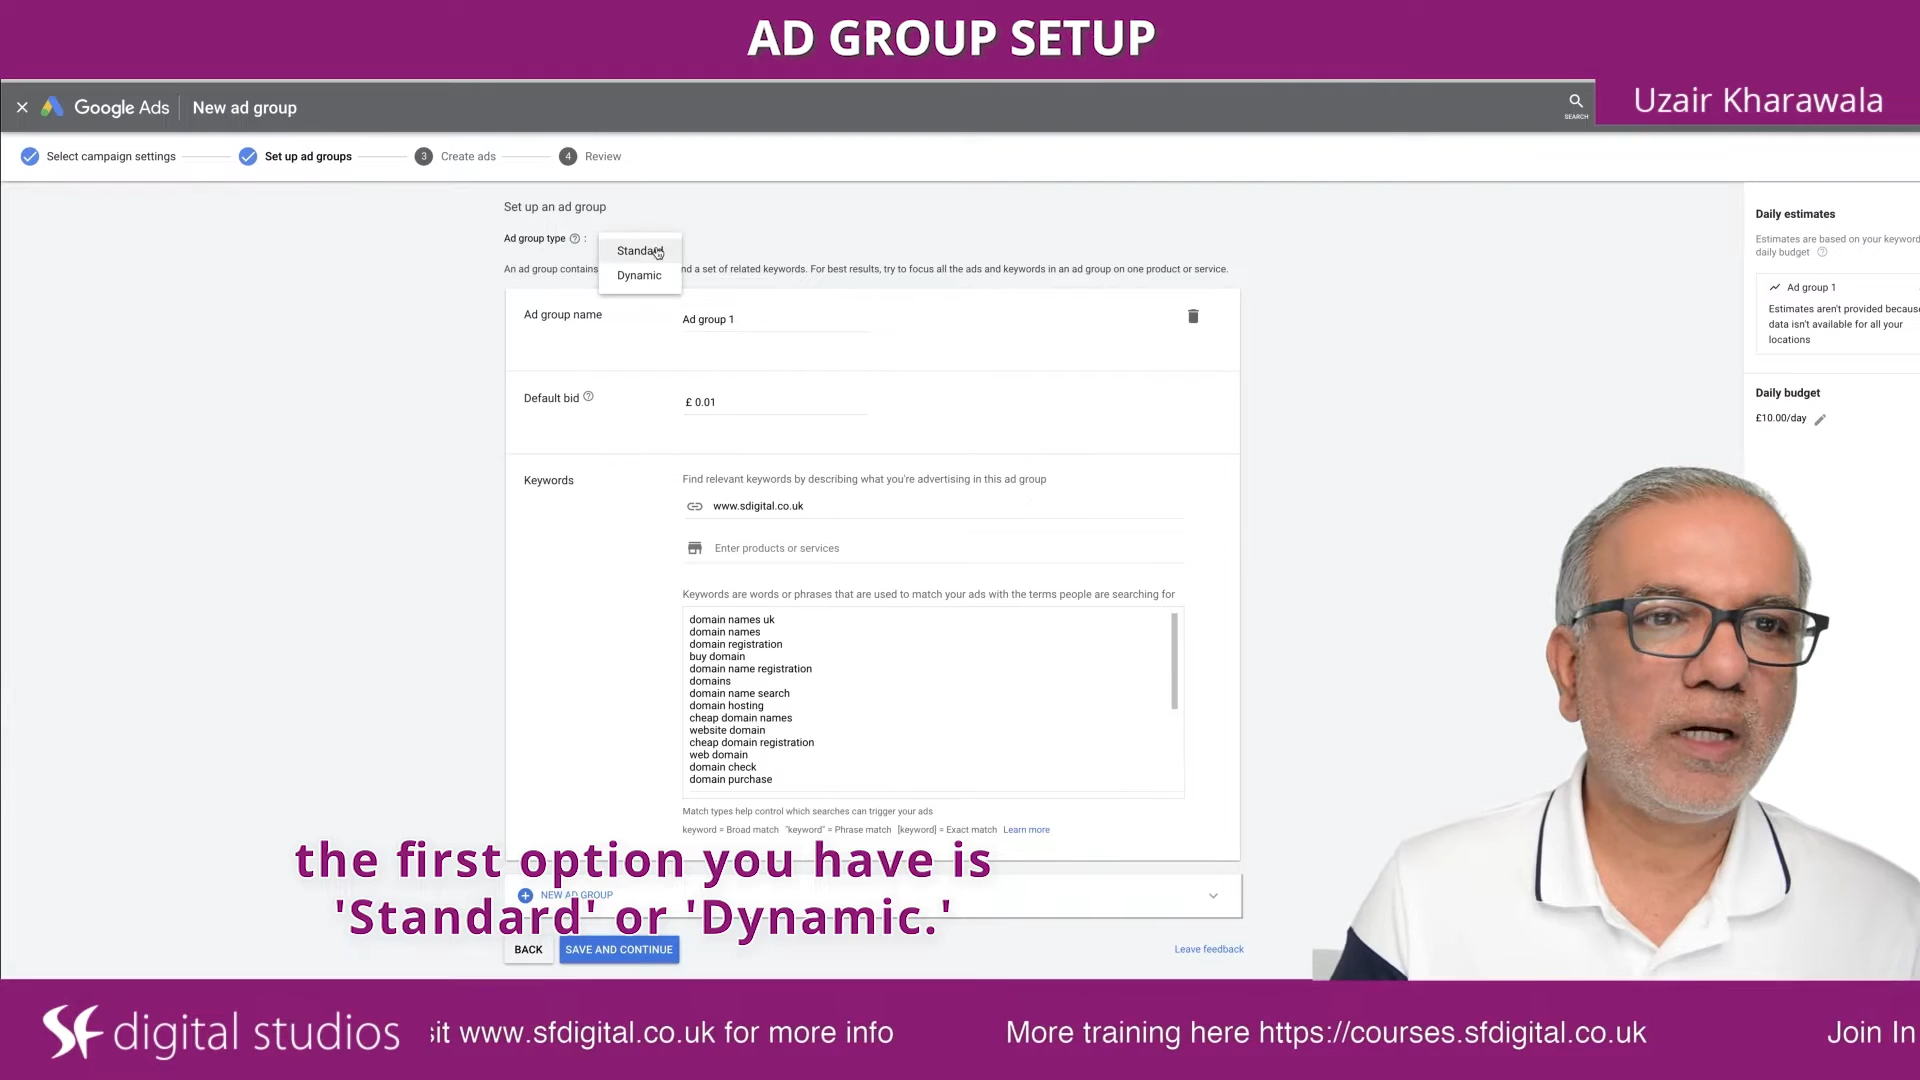 AD GROUP SETUP
Google Ads
New ad group
SEARCH
Uzair Kharawala
Select campaign settings
Set up ad groups
3
Create ads
4
Review
Set up an ad group
Ad group type ? :
Standard
Dynamic
An ad group contains
nd a set of related keywords. For best results, try to focus all the ads and keywords in an ad group on one product or service.
Ad group name
Ad group 1
Default bid ?
£ 0.01
Keywords
Find relevant keywords by describing what you're advertising in this ad group
www.sdigital.co.uk
Enter products or services
Keywords are words or phrases that are used to match your ads with the terms people are searching for
domain names uk
domain names
domain registration
buy domain
domain name registration
domains
domain name search
domain hosting
cheap domain names
website domain
cheap domain registration
web domain
domain check
domain purchase
Match types help control which searches can trigger your ads
keyword = Broad match "keyword" = Phrase match [keyword] = Exact match Learn more
NEW AD GROUP
BACK
SAVE AND CONTINUE
Leave feedback
Daily estimates
Estimates are based on your keyword
daily budget ?
Ad group 1
Estimates aren't provided becaus
data isn't available for all your
locations
Daily budget
£10.00/day
the first option you have is
'Standard' or 'Dynamic.'
SF digital studios
sit www.sfdigital.co.uk for more info
More training here https://courses.sfdigital.co.uk
Join In